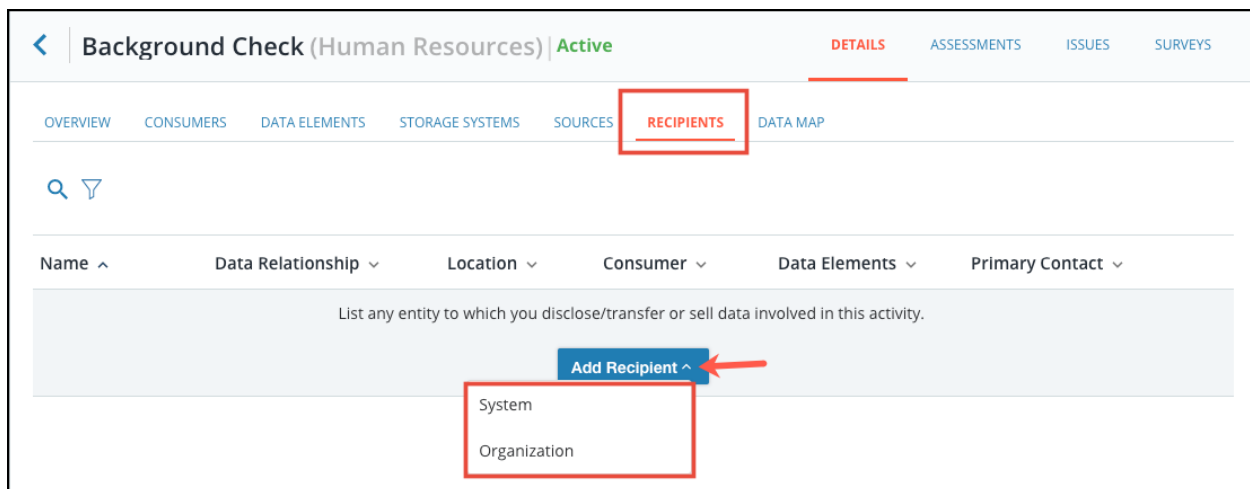 Background Check (Human Resources) | Active
DETAILS ASSESSMENTS ISSUES SURVEYS
OVERVIEW CONSUMERS DATA ELEMENTS STORAGE SYSTEMS SOURCES RECIPIENTS DATA MAP
Name Data Relationship Location Consumer Data Elements Primary Contact
List any entity to which you disclose/transfer or sell data involved in this activity.
Add Recipient
System
Organization